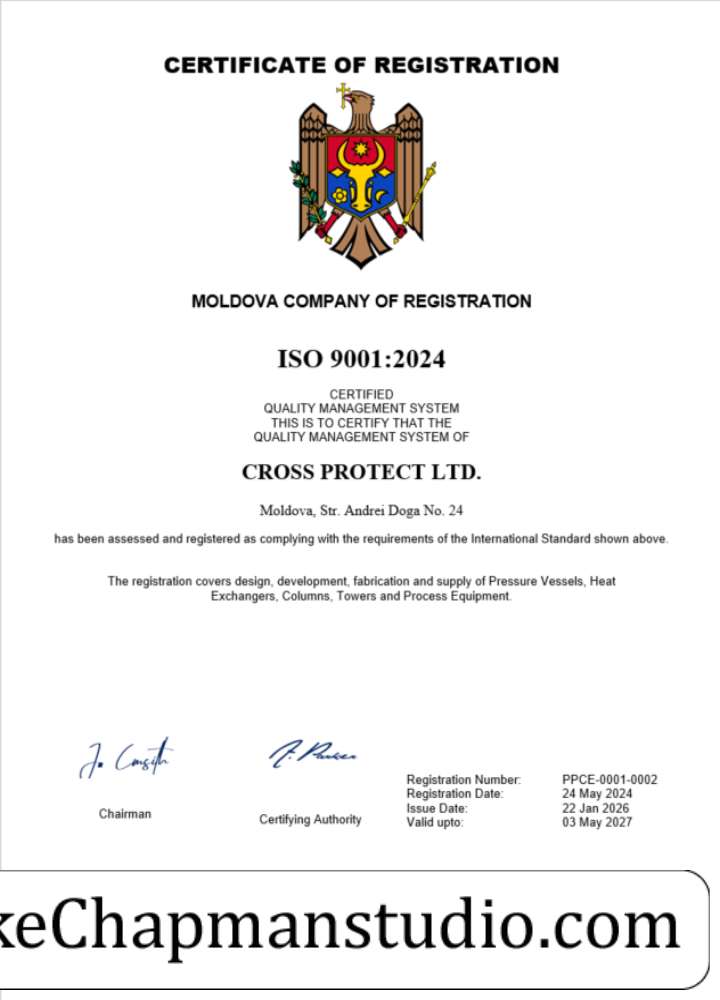 CERTIFICATE OF REGISTRATION
MOLDOVA COMPANY OF REGISTRATION
ISO 9001:2024
CERTIFIED
QUALITY MANAGEMENT SYSTEM
THIS IS TO CERTIFY THAT THE
QUALITY MANAGEMENT SYSTEM OF
CROSS PROTECT LTD.
Moldova, Str. Andrei Doga No. 24
has been assessed and registered as complying with the requirements of the International Standard shown above.
The registration covers design, development, fabrication and supply of Pressure Vessels, Heat
Exchangers, Columns, Towers and Process Equipment.
Chairman
Certifying Authority
Registration Number: PPCE-0001-0002
Registration Date: 24 May 2024
Issue Date: 22 Jan 2026
Valid upto: 03 May 2027
keChapmanstudio.com